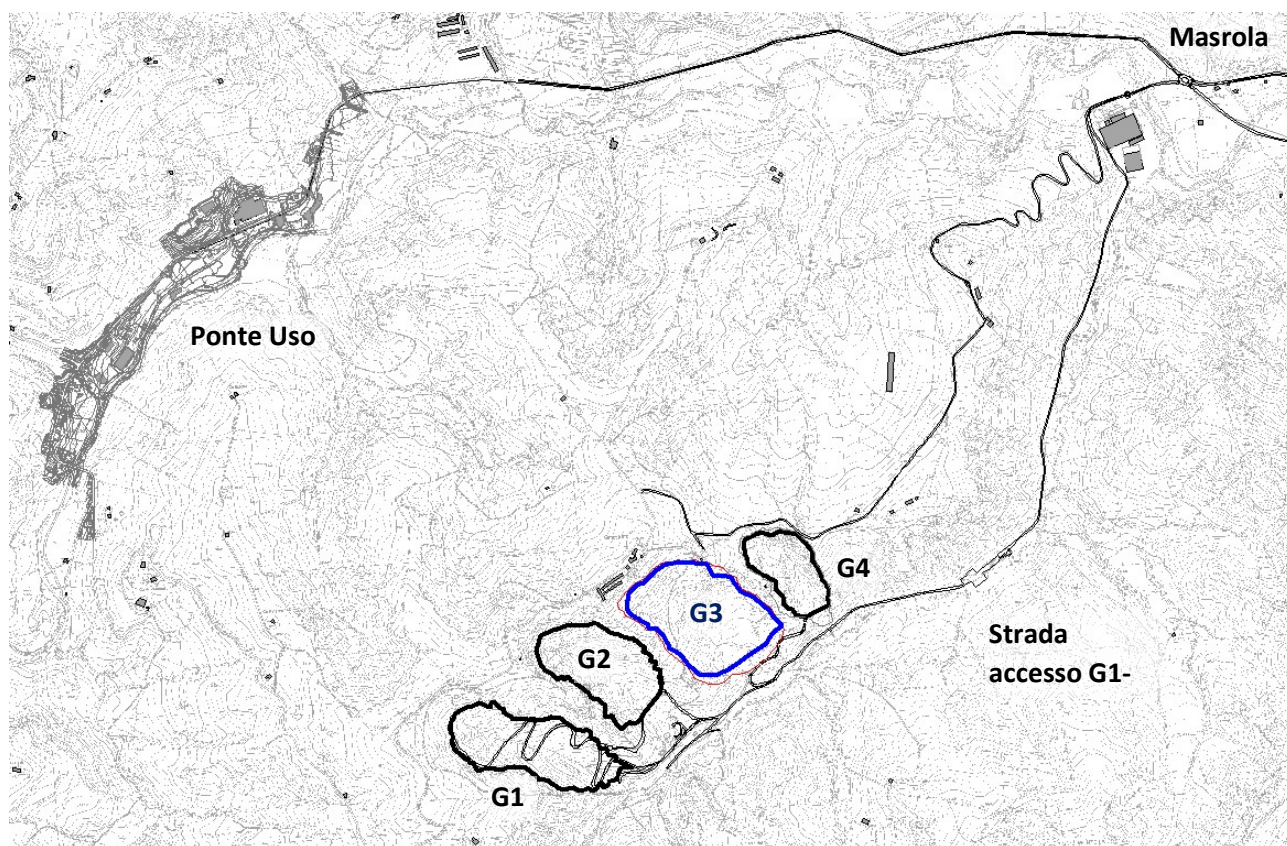 Masrola
Ponte Uso
G4
G3
G2
Strada
accesso G1-
G1